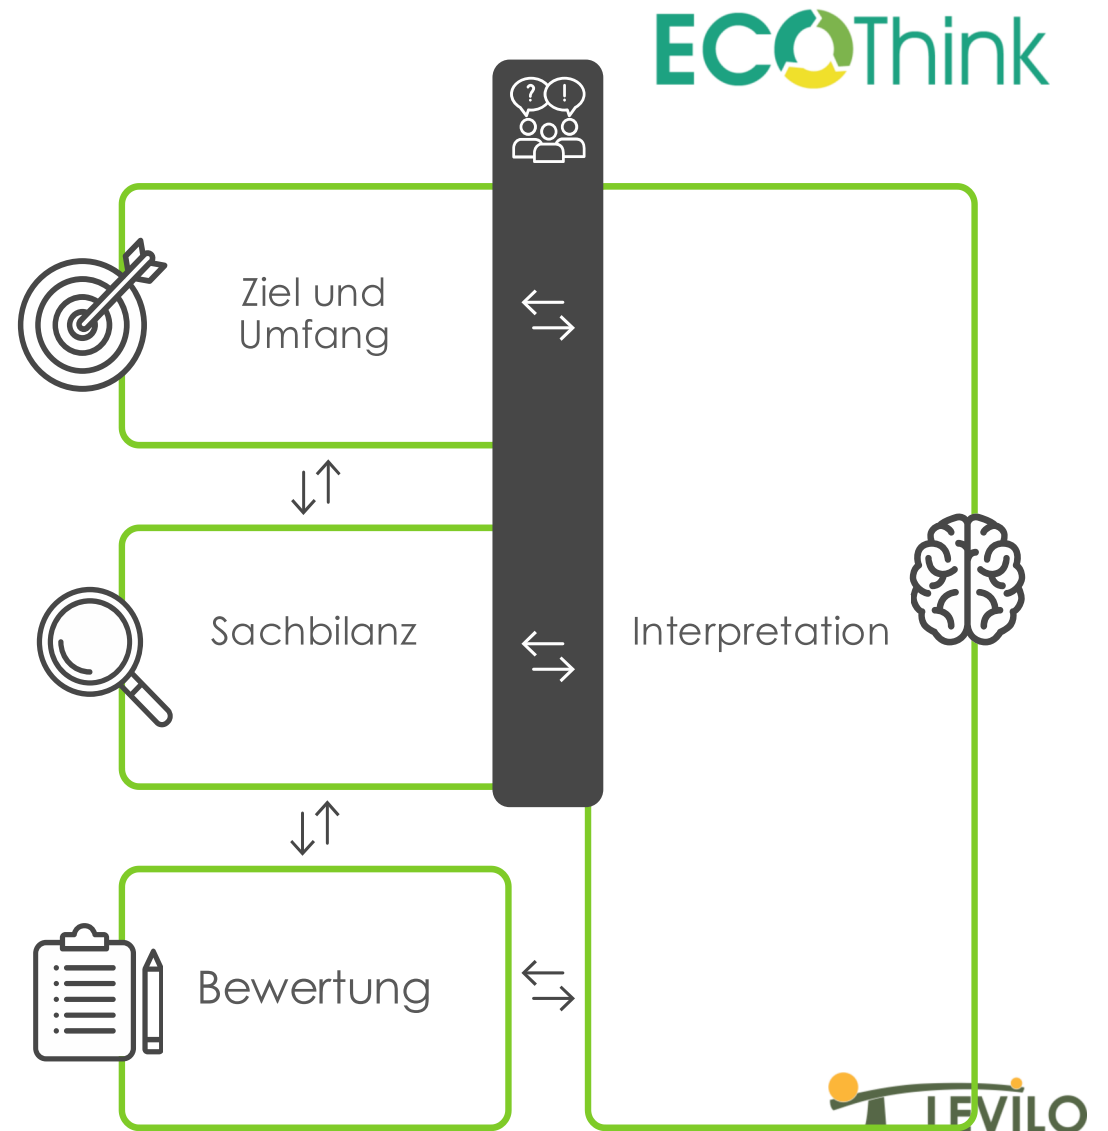 ECOThink
? !
Ziel und
Umfang
Sachbilanz
Interpretation
Bewertung
LEVILO